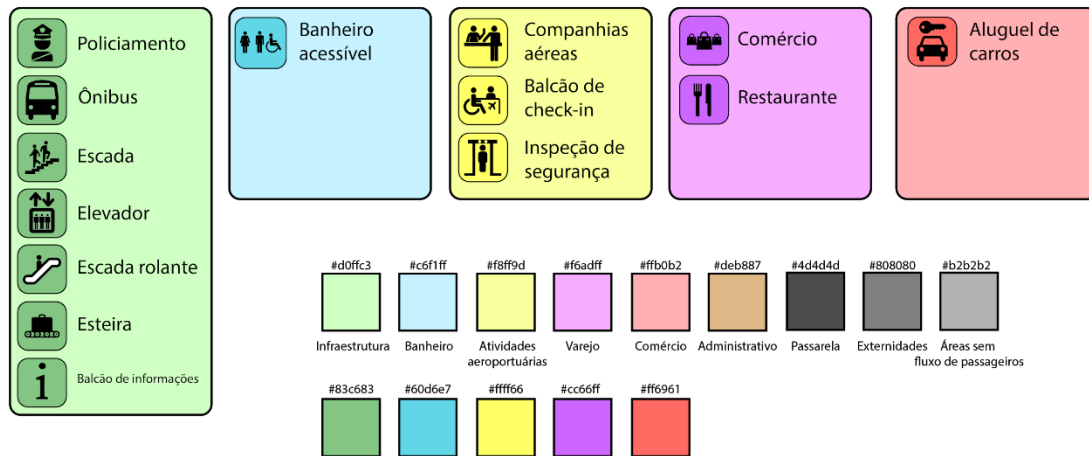 Policiamento
Ônibus
Escada
Elevador
Escada rolante
Esteira
Balcão de informações
Banheiro
acessível
Companhias
aéreas
Balcão de
check-in
Inspeção de
segurança
Comércio
Restaurante
Aluguel de
carros
#d0ffc3 #c6f1ff #f8ff9d #f6adff #ffb0b2 #deb887 #4d4d4d #808080 #b2b2b2
Infraestrutura Banheiro Atividades Varejo Comércio Administrativo Passarela Externidades Áreas sem
aeroportuárias fluxo de passageiros
#83c683 #60d6e7 #ffff66 #cc66ff #ff6961